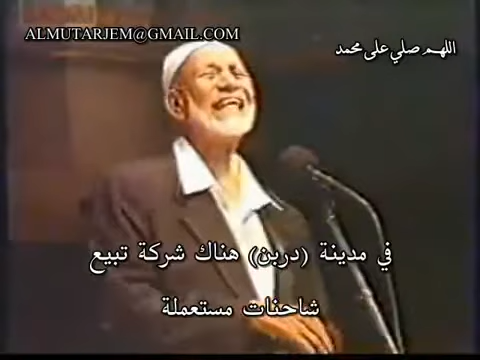 ALMUTARJEM@GMAIL.COM
اللهم صلي على محمد
في مدينة (دربن) هناك شركة تبيع
شاحنات مستعملة